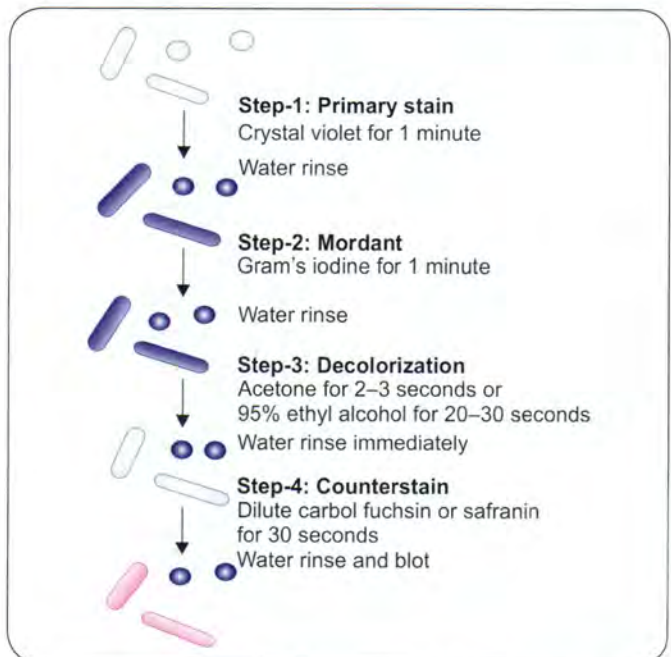 Step-1: Primary stain
Crystal violet for 1 minute
Water rinse
Step-2: Mordant
Gram's iodine for 1 minute
Water rinse
Step-3: Decolorization
Acetone for 2–3 seconds or
95% ethyl alcohol for 20–30 seconds
Water rinse immediately
Step-4: Counterstain
Dilute carbol fuchsin or safranin
for 30 seconds
Water rinse and blot